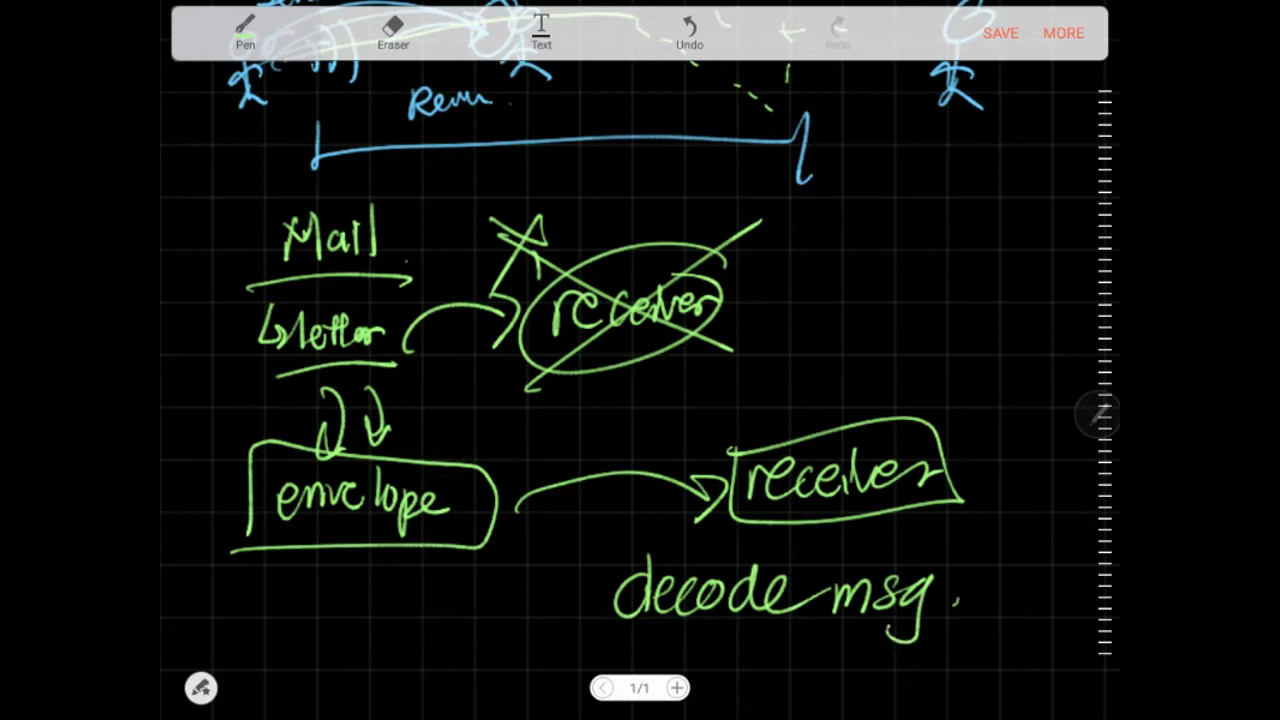 Pen Eraser Text Undo Redo SAVE MORE
Mail
letter
receiver
envelope
receiver
decode msg.
1/1